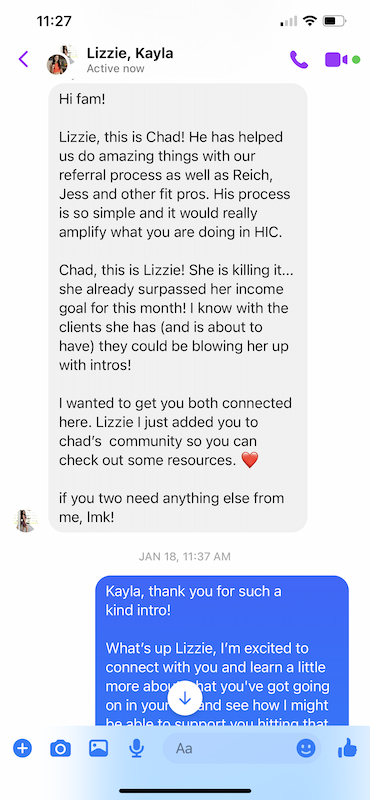 11:27
Lizzie, Kayla
Active now
Hi fam!
Lizzie, this is Chad! He has helped
us do amazing things with our
referral process as well as Reich,
Jess and other fit pros. His process
is so simple and it would really
amplify what you are doing in HIC.
Chad, this is Lizzie! She is killing it...
she already surpassed her income
goal for this month! I know with the
clients she has (and is about to
have) they could be blowing her up
with intros!
I wanted to get you both connected
here. Lizzie I just added you to
chad's  community so you can
check out some resources. ❤️
if you two need anything else from
me, lmk!
JAN 18, 11:37 AM
Kayla, thank you for such a
kind intro!
What's up Lizzie, I'm excited to
connect with you and learn a little
more you've got going
on in and see how I might
be able to support you hitting that
Aa